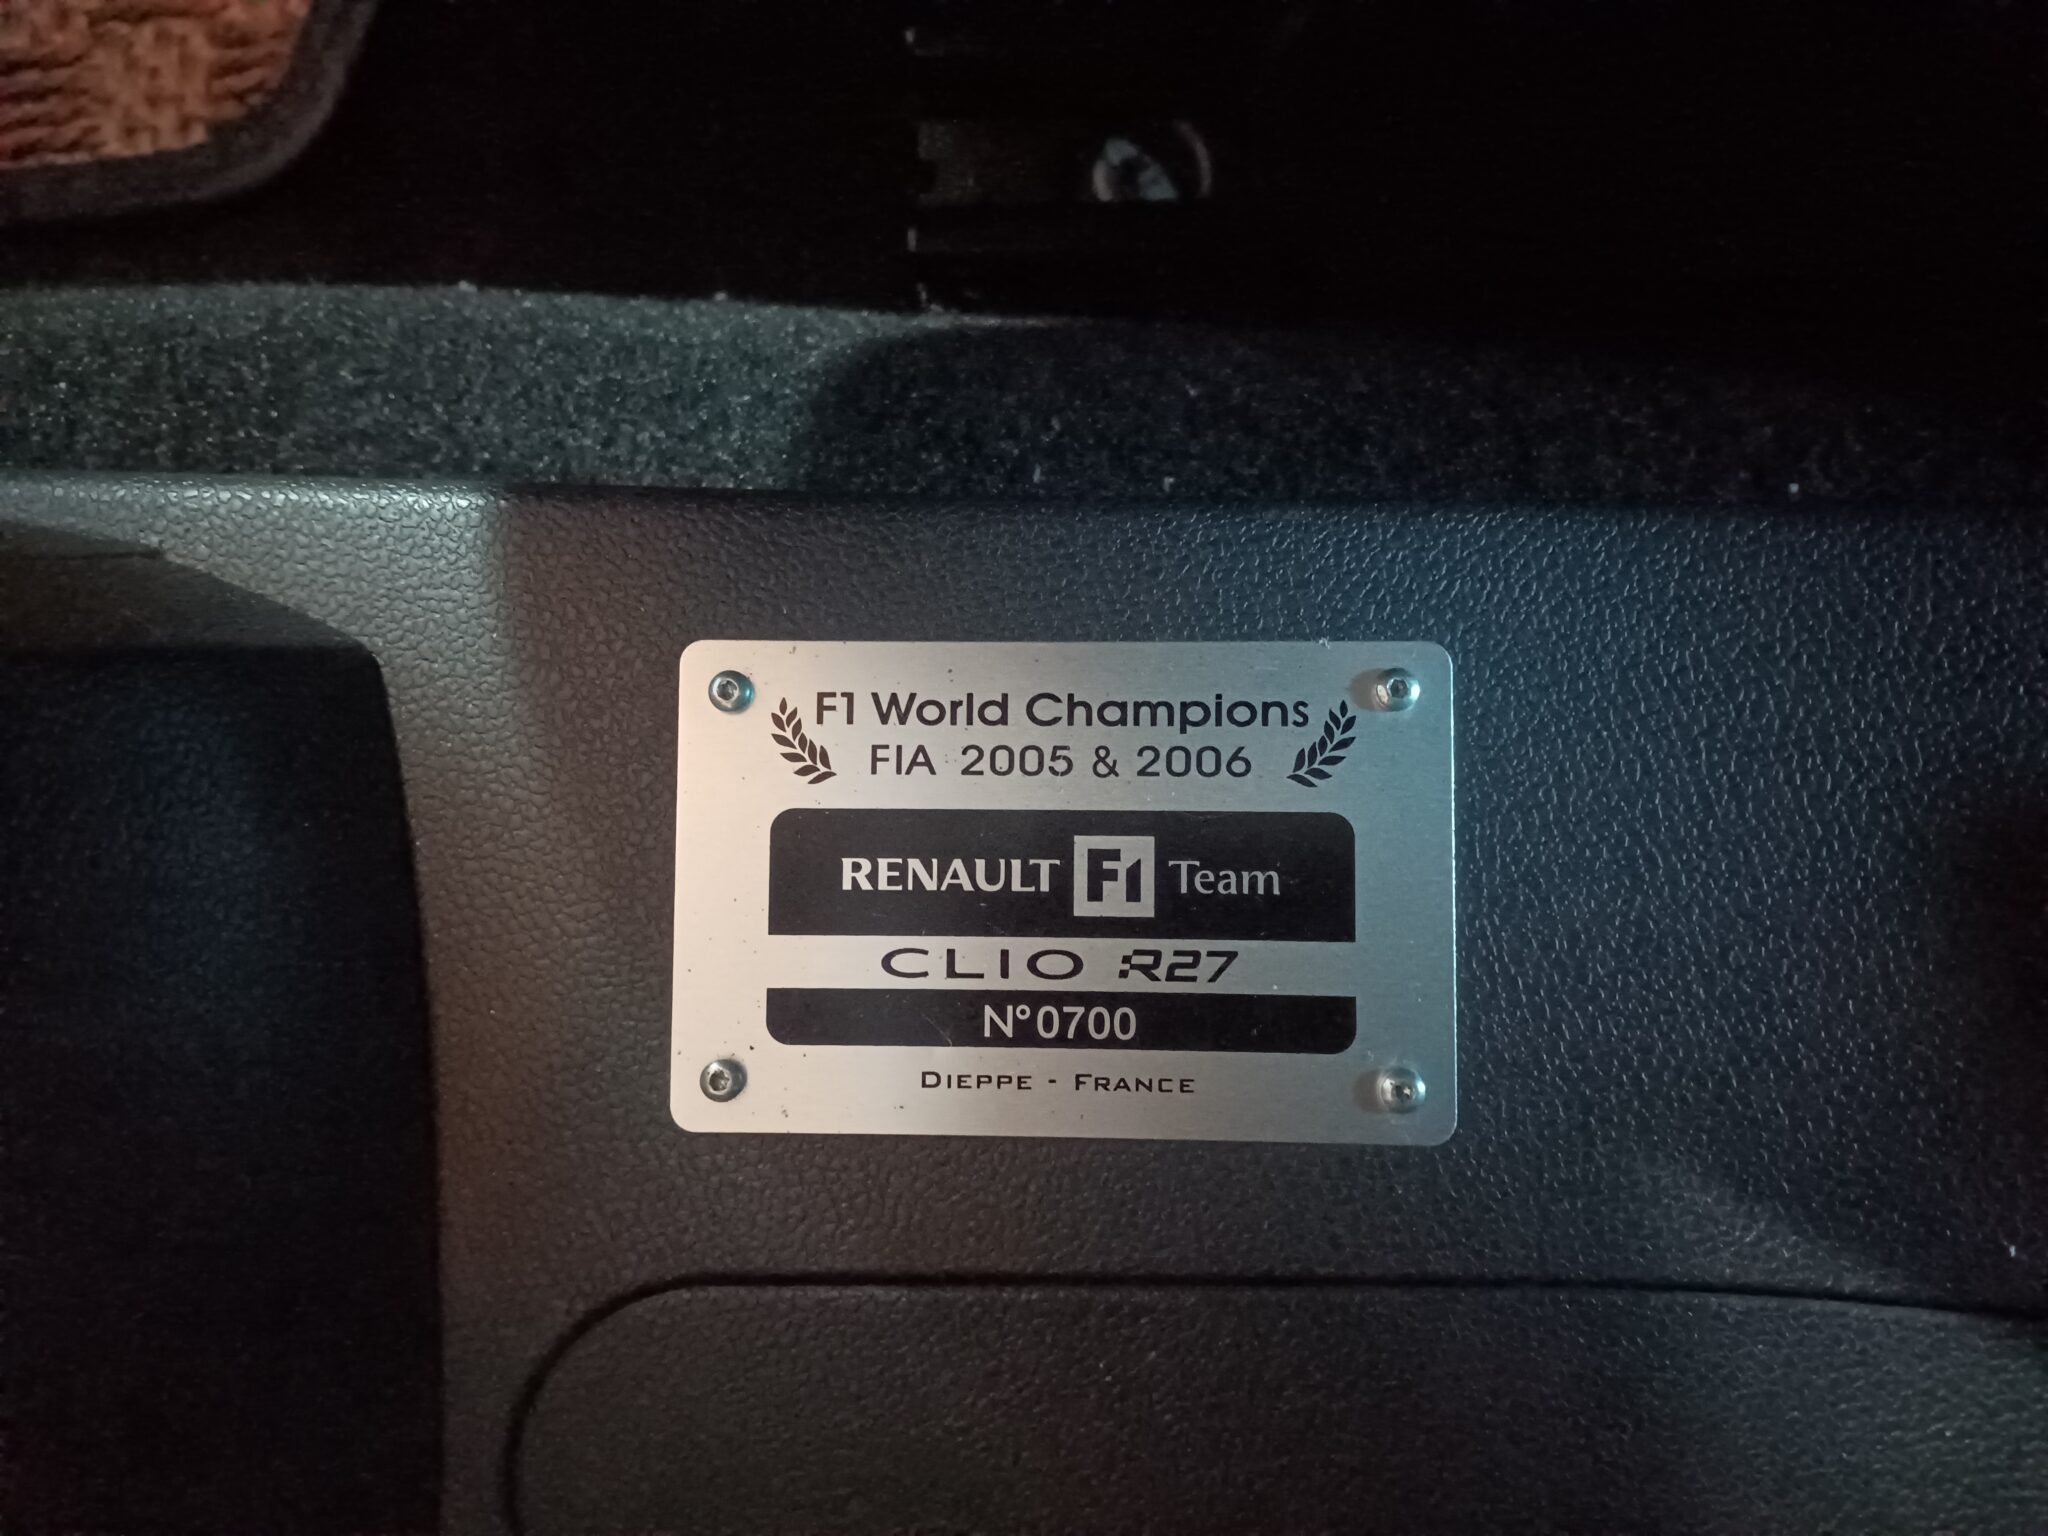 F1 World Champions
FIA 2005 & 2006
RENAULT F1 Team
CLIO R27
N°0700
DIEPPE - FRANCE